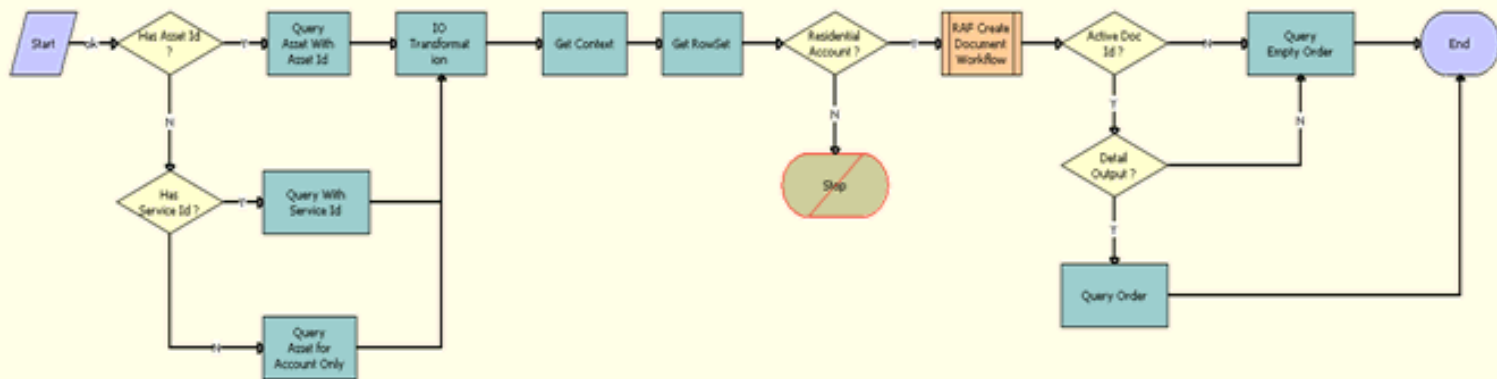 Start
ok
Has Asset Id
?
Y
Query
Asset With
Asset Id
IO
Transformat
ion
Get Context
Get RowSet
Residential
Account ?
Y
RAF Create
Document
Workflow
Active Doc
Id ?
N
Query
Empty Order
End
N
N
Y
N
Stop
Detail
Output ?
Has
Service Id ?
Y
Query With
Service Id
Y
Query Order
N
Query
Asset for
Account Only